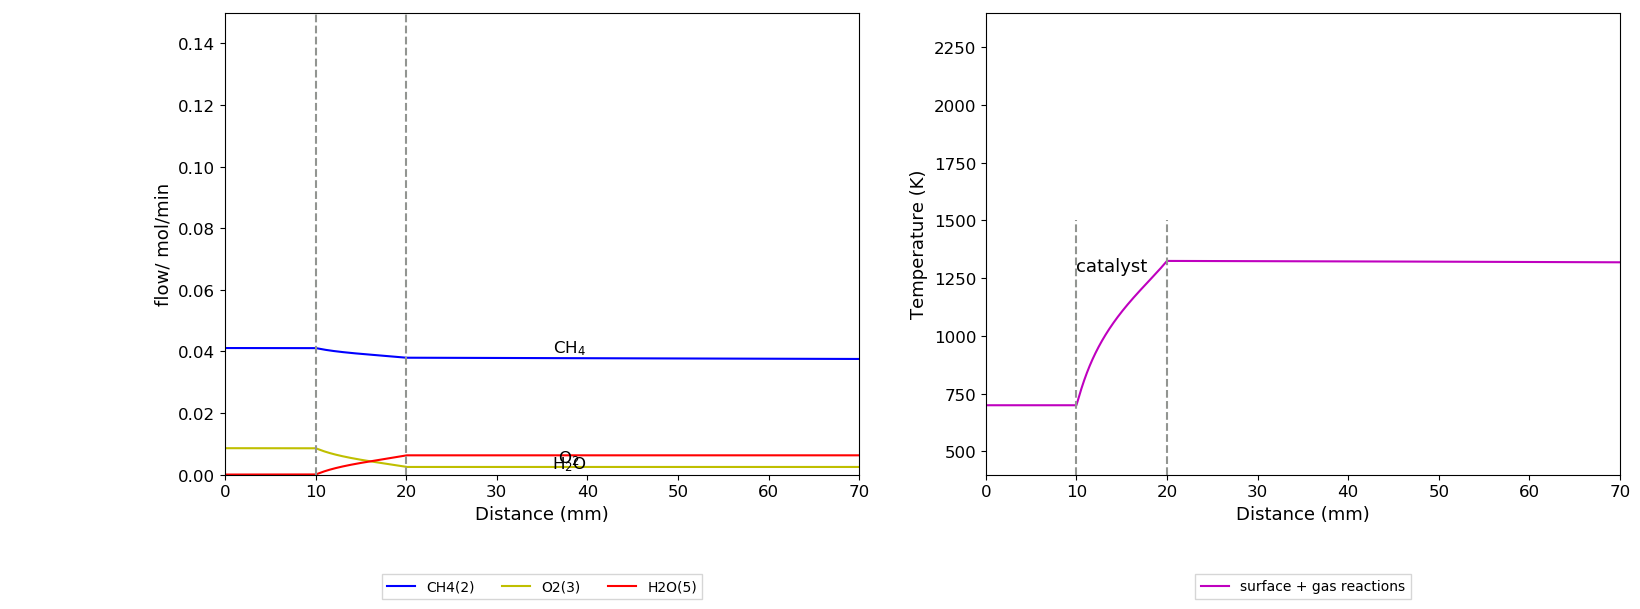 0.14
0.12
0.10
0.08
0.06
0.04
0.02
0.00
flow/ mol/min
CH₄
O₂
H₂O
0 10 20 30 40 50 60 70
Distance (mm)
CH4(2) O2(3) H2O(5)
2250
2000
1750
1500
1250
1000
750
500
Temperature (K)
catalyst
0 10 20 30 40 50 60 70
Distance (mm)
surface + gas reactions